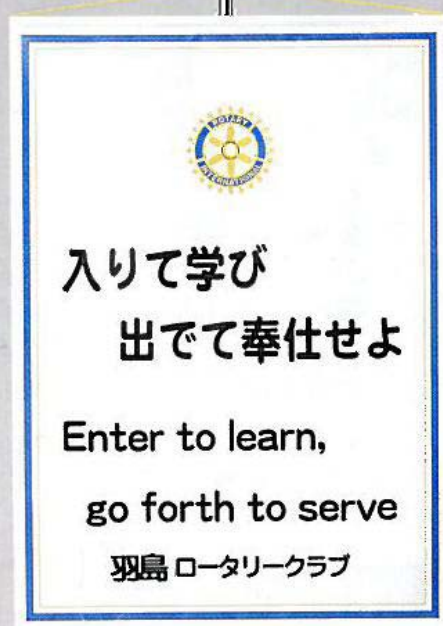 ROTARY
INTERNATIONAL
入りて学び
出でて奉仕せよ
Enter to learn,
go forth to serve
羽島 ロータリークラブ